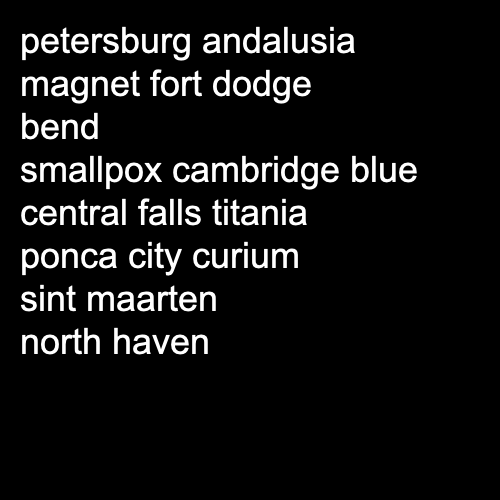 petersburg andalusia
magnet fort dodge
bend
smallpox cambridge blue
central falls titania
ponca city curium
sint maarten
north haven